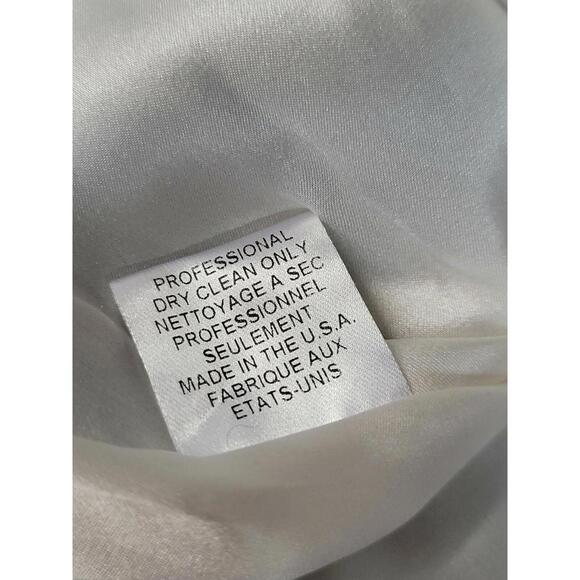 PROFESSIONAL
DRY CLEAN ONLY
NETTOYAGE A SEC
PROFESSIONNEL
SEULEMENT
MADE IN THE U.S.A.
FABRIQUE AUX
ETATS-UNIS